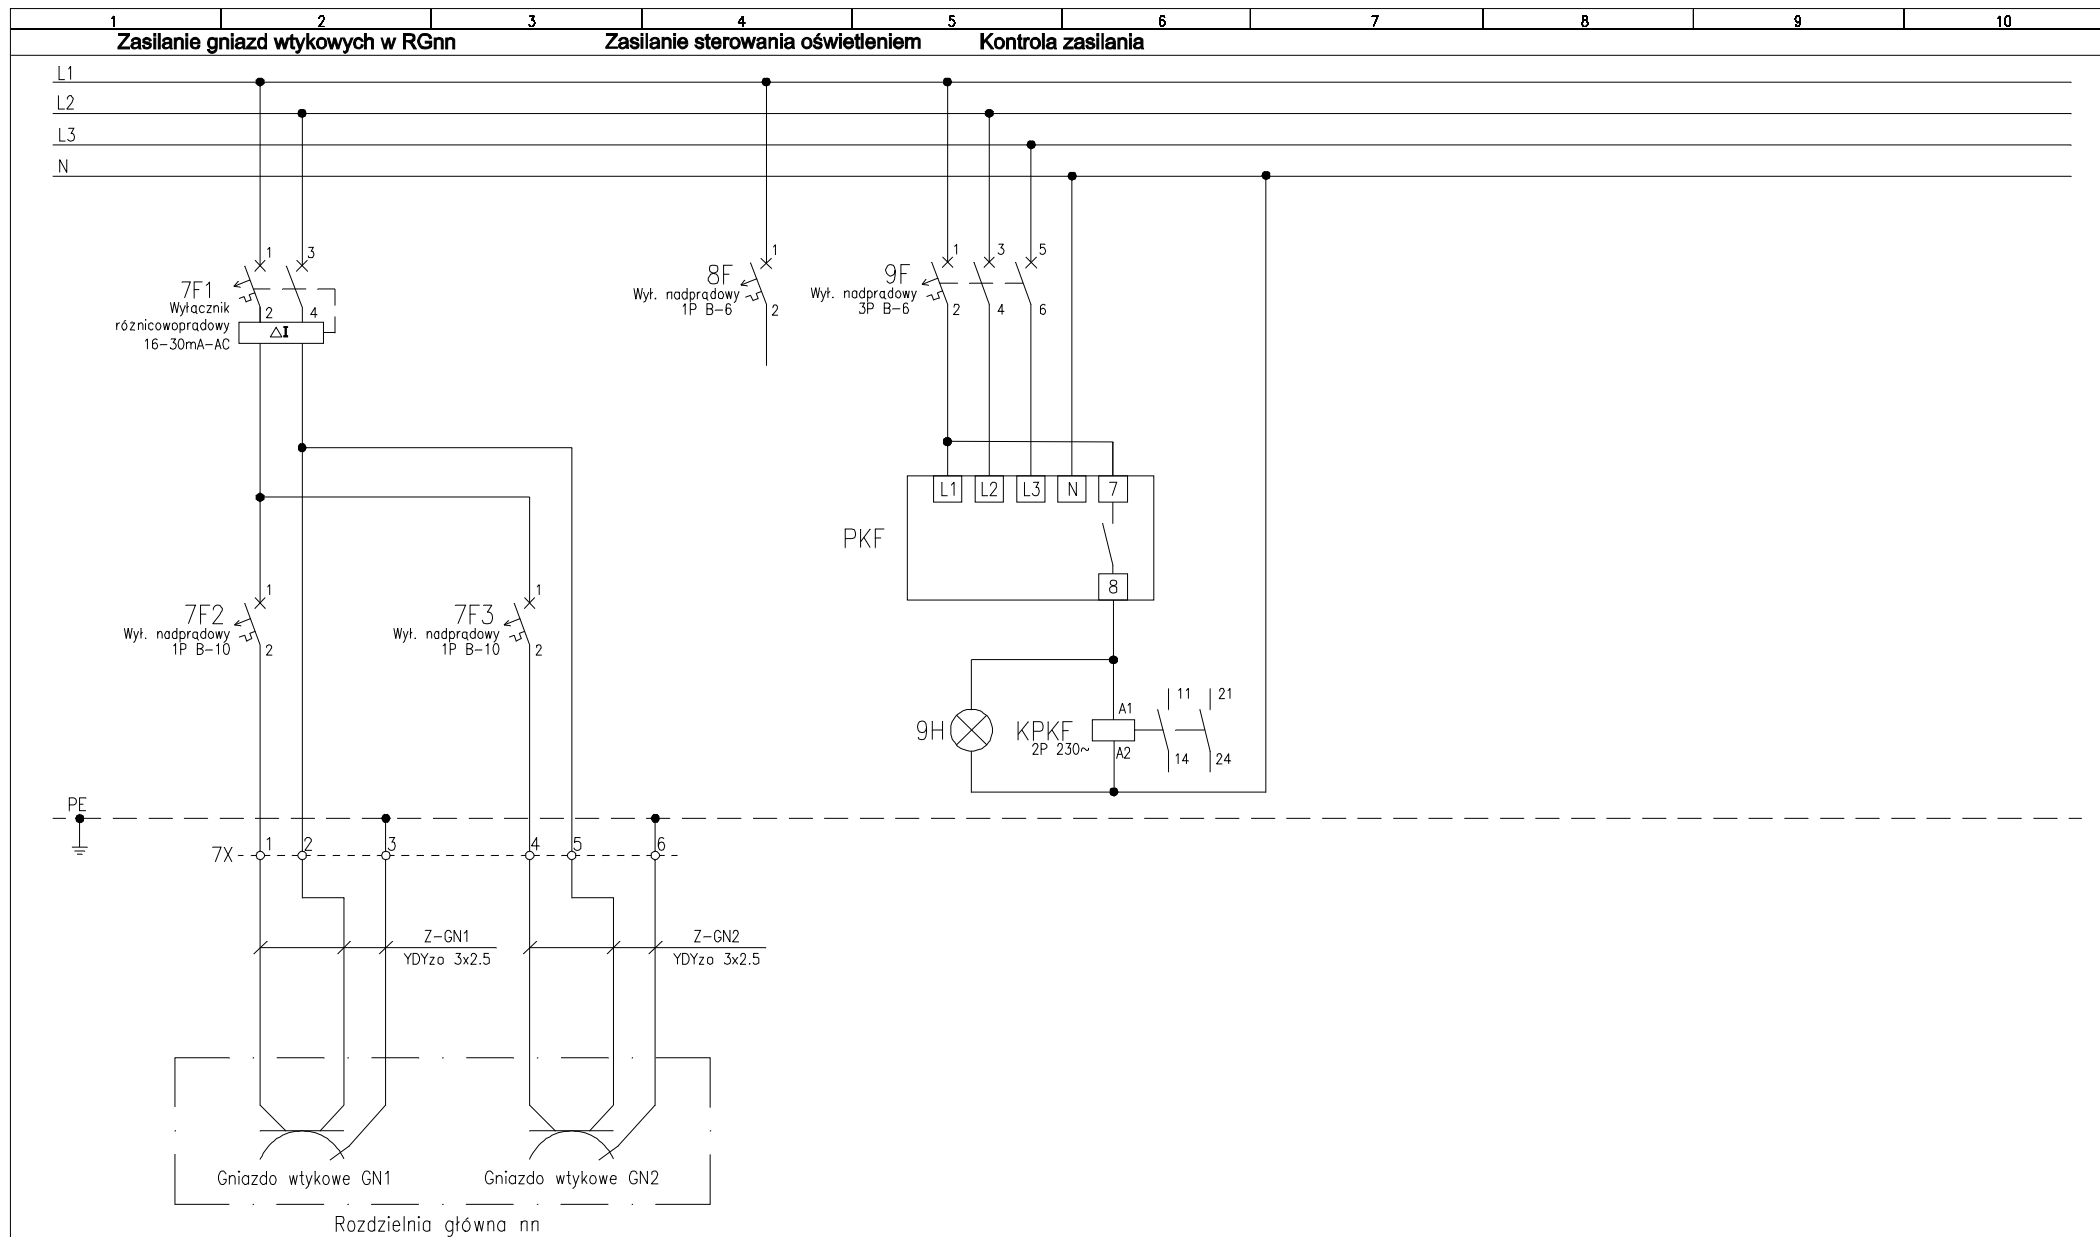 1 2 3 4 5 6 7 8 9 10
Zasilanie gniazd wtykowych w RGnn Zasilanie sterowania oświetleniem Kontrola zasilania
L1
L2
L3
N
1 3
7F1
Wyłącznik
róznicowoprądowy
16-30mA-AC
2 4
△I
1
8F
Wył. nadprądowy
1P B-6
2
1 3 5
9F
Wył. nadprądowy
3P B-6
2 4 6
L1 L2 L3 N 7
PKF
8
1
7F2
Wył. nadprądowy
1P B-10
2
1
7F3
Wył. nadprądowy
1P B-10
2
9H
KPKF
2P 230~
A1
A2
11 21
14 24
PE
7X
1 2 3 4 5 6
Z-GN1
YDYzo 3x2.5
Z-GN2
YDYzo 3x2.5
Gniazdo wtykowe GN1
Gniazdo wtykowe GN2
Rozdzielnia główna nn